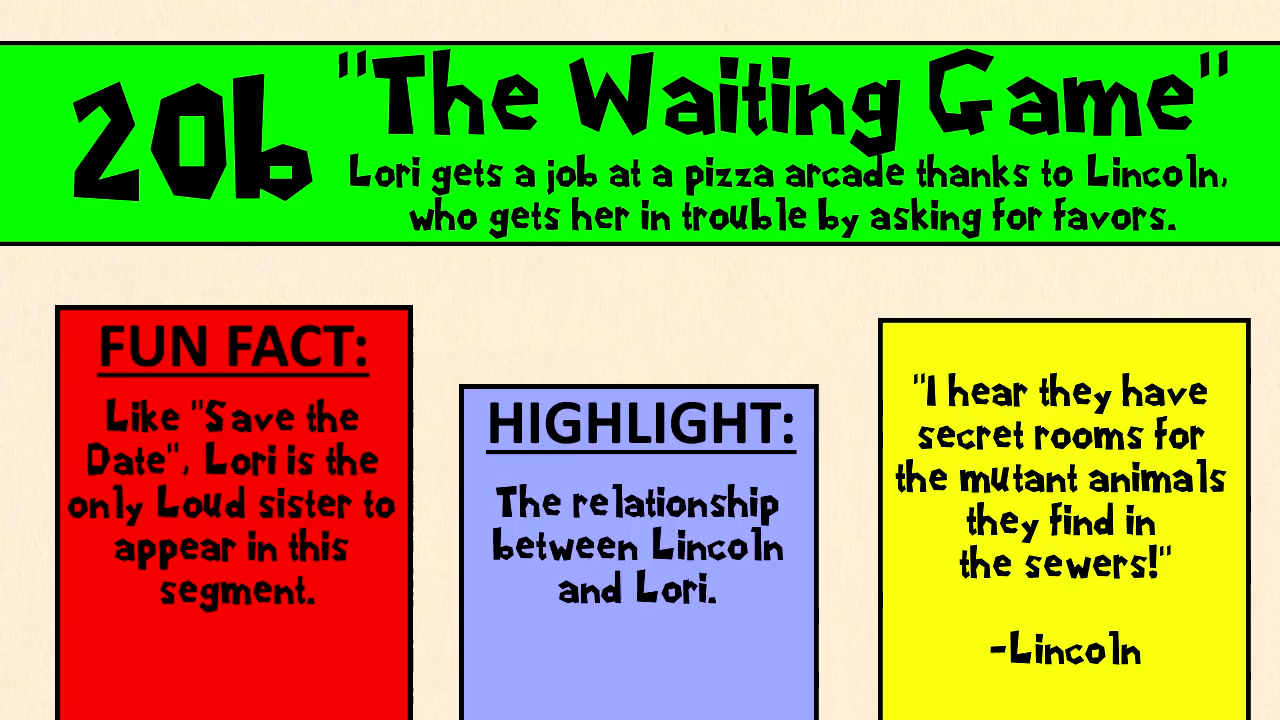 20b
"The Waiting Game"
Lori gets a job at a pizza arcade thanks to Lincoln,
who gets her in trouble by asking for favors.
FUN FACT:
Like "Save the
Date", Lori is the
only Loud sister to
appear in this
segment.
HIGHLIGHT:
The relationship
between Lincoln
and Lori.
"I hear they have
secret rooms for
the mutant animals
they find in
the sewers!"
-Lincoln